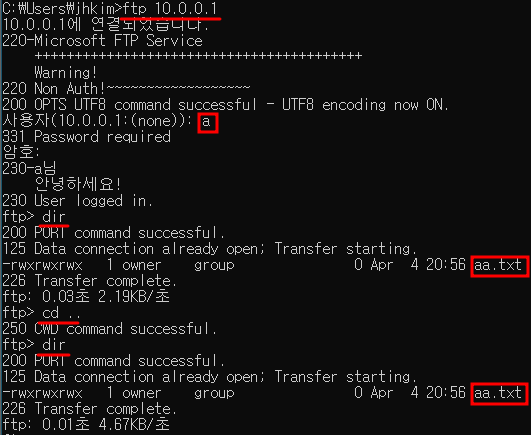 C:₩Users₩jhkim>ftp 10.0.0.1
10.0.0.1에 연결되었습니다.
220-Microsoft FTP Service
    +++++++++++++++++++++++++++++++++++++++++
    Warning!
220 Non Auth!~~~~~~~~~~~~~~~~~~
200 OPTS UTF8 command successful - UTF8 encoding now ON.
사용자(10.0.0.1:(none)): a
331 Password required
암호:
230-a님
    안녕하세요!
230 User logged in.
ftp> dir
200 PORT command successful.
125 Data connection already open; Transfer starting.
-rwxrwxrwx   1 owner    group               0 Apr  4 20:56 aa.txt
226 Transfer complete.
ftp: 0.03초 2.19KB/초
ftp> cd ..
250 CWD command successful.
ftp> dir
200 PORT command successful.
125 Data connection already open; Transfer starting.
-rwxrwxrwx   1 owner    group               0 Apr  4 20:56 aa.txt
226 Transfer complete.
ftp: 0.01초 4.67KB/초